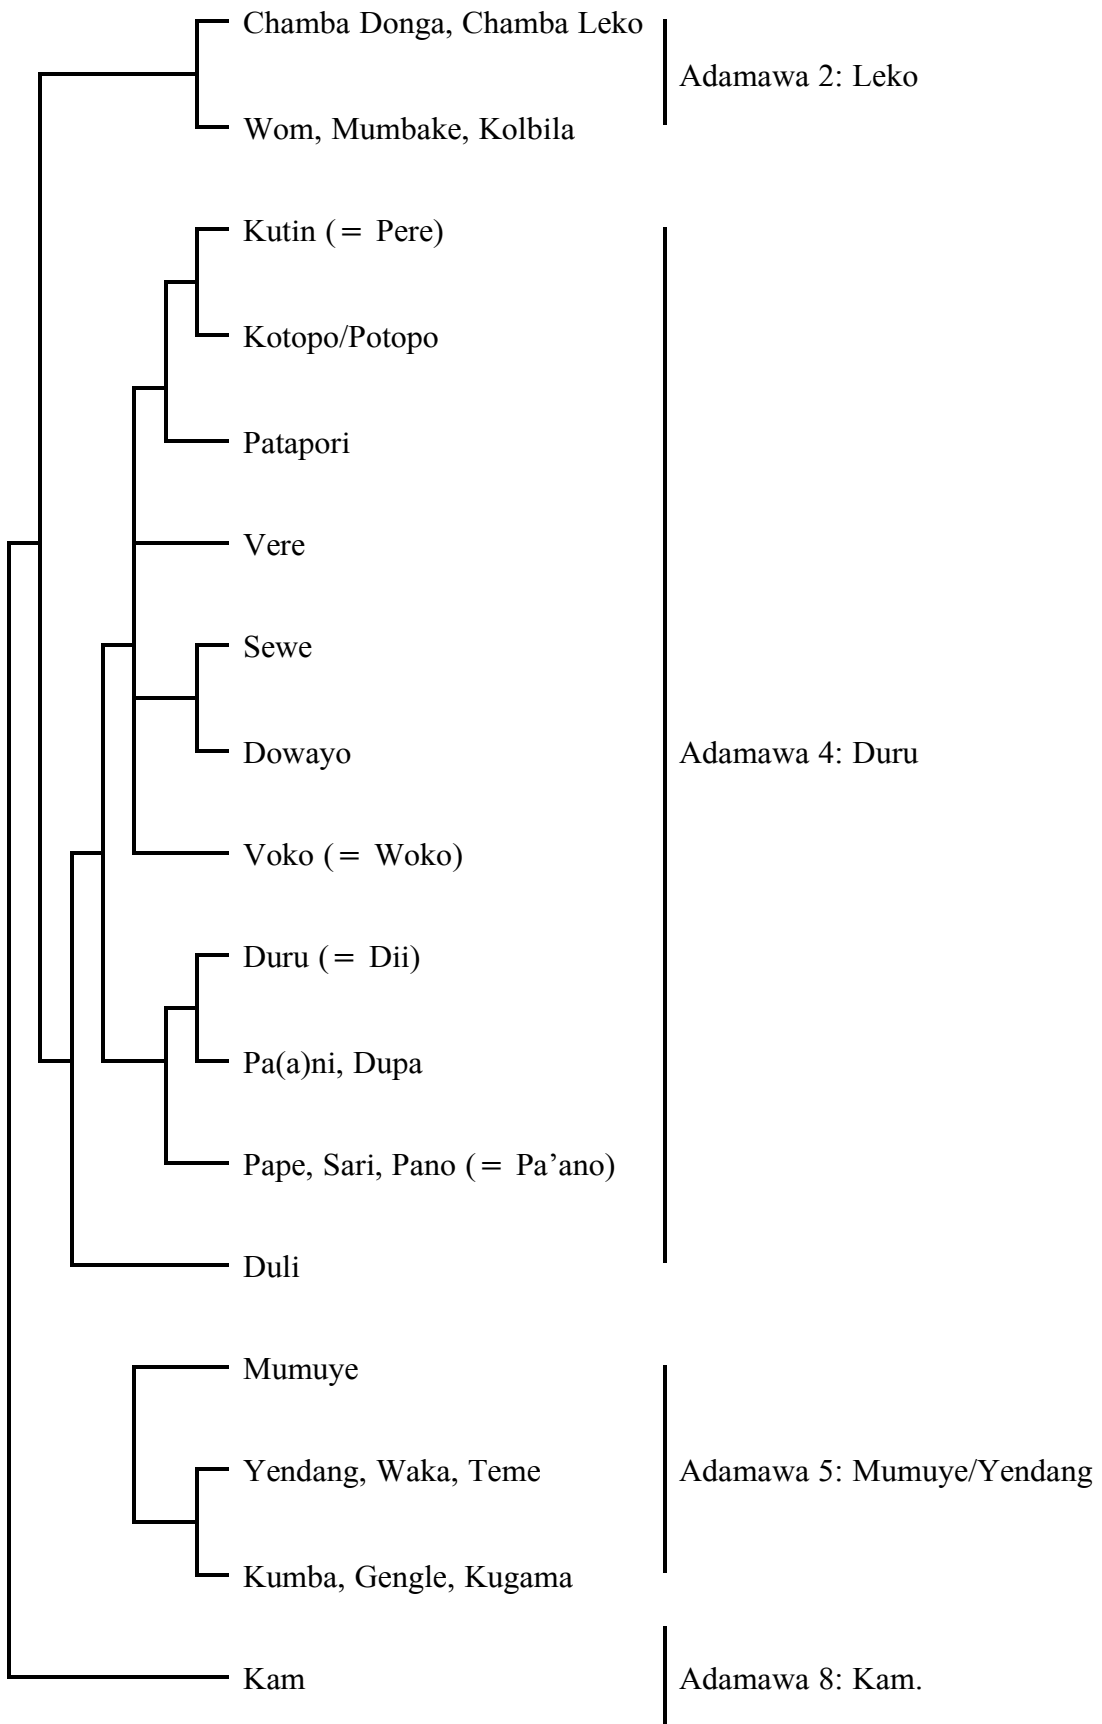 Chamba Donga, Chamba Leko
Adamawa 2: Leko
Wom, Mumbake, Kolbila
Kutin (= Pere)
Kotopo/Potopo
Patapori
Vere
Sewe
Dowayo
Adamawa 4: Duru
Voko (= Woko)
Duru (= Dii)
Pa(a)ni, Dupa
Pape, Sari, Pano (= Pa’ano)
Duli
Mumuye
Yendang, Waka, Teme
Adamawa 5: Mumuye/Yendang
Kumba, Gengle, Kugama
Kam
Adamawa 8: Kam.